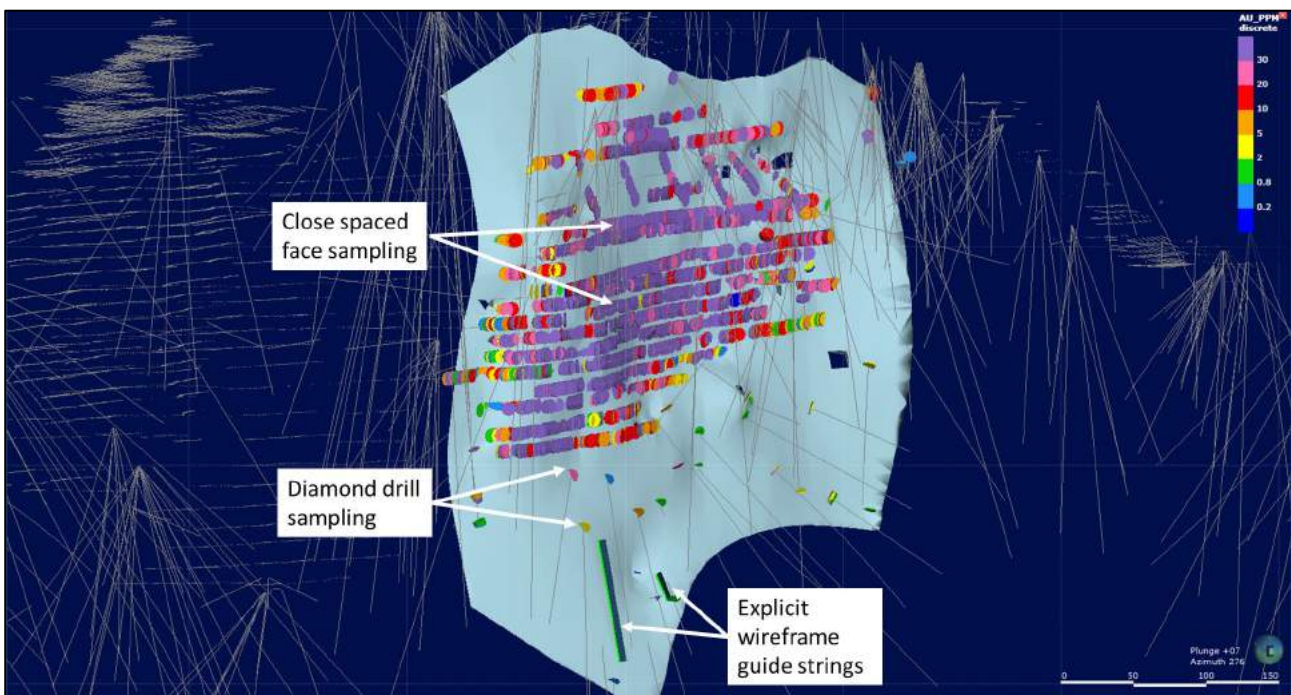 AU_PPM
discrete
30
20
10
5
2
0.8
0.2
Close spaced
face sampling
Diamond drill
sampling
Explicit
wireframe
guide strings
Plunge +07
Azimuth 276
0 50 100 150